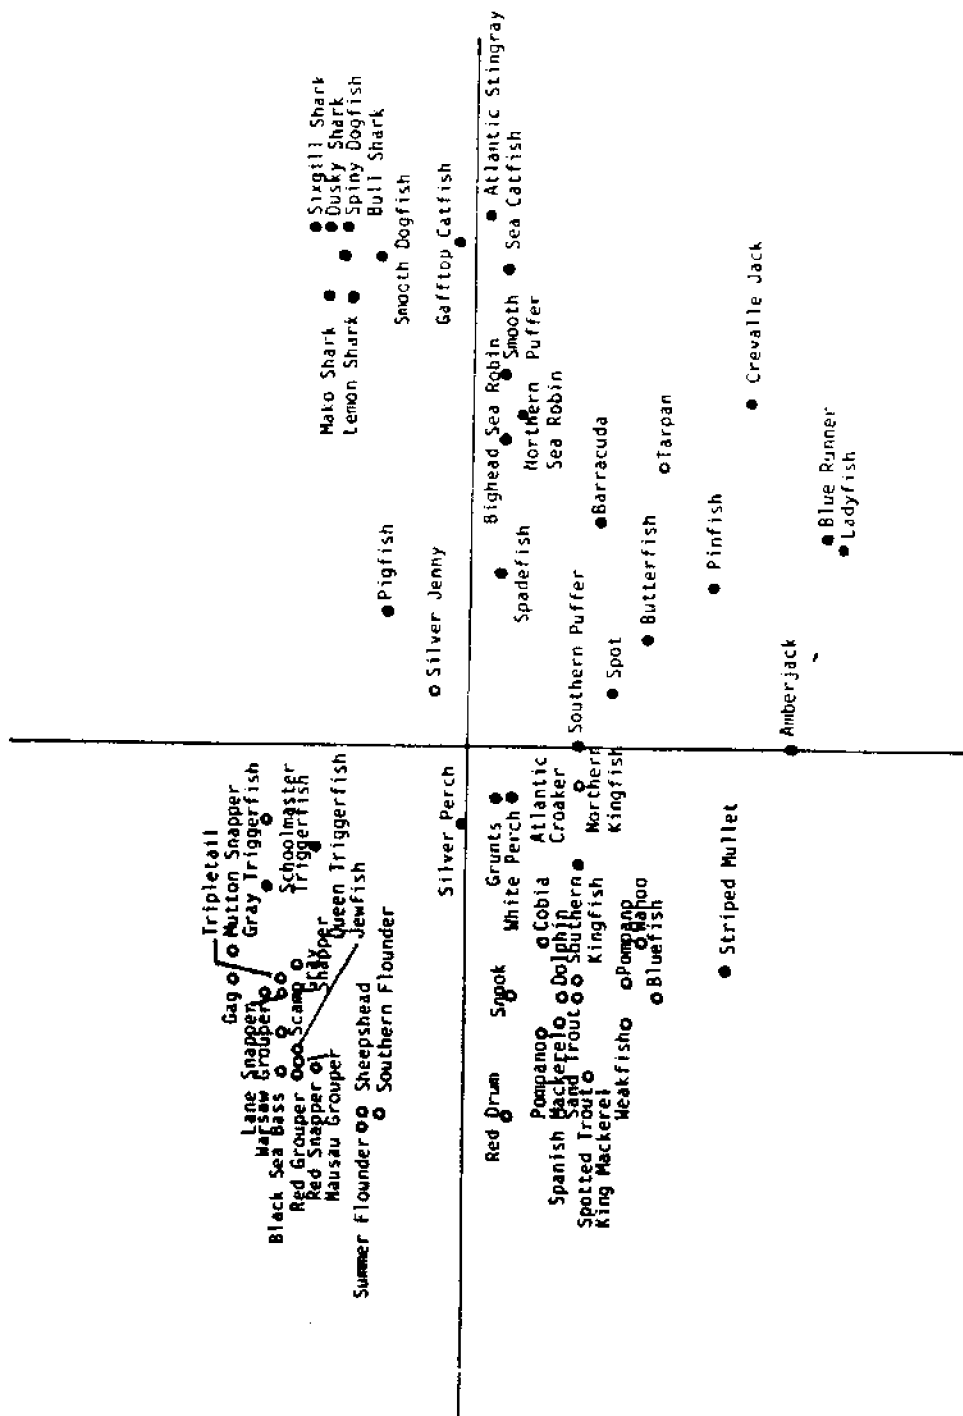 Sixgill Shark
Dusky Shark
Spiny Dogfish
Bull Shark
Mako Shark
Lemon Shark
Smooth Dogfish
Gafftop Catfish
Atlantic Stingray
Sea Catfish
Bighead Sea Robin
Smooth
Puffer
Northern
Sea Robin
Pigfish
Silver Jenny
Spadefish
Barracuda
Tarpan
Crevalle Jack
Butterfish
Pinfish
Blue Runner
Ladyfish
Southern Puffer
Spot
Amberjack
Tripletail
Gag
Mutton Snapper
Gray Triggerfish
Schoolmaster
Triggerfish
Queen Triggerfish
Jewfish
Lane Snapper
Warsaw Grouper
Scamp
Gray
Snapper
Black Sea Bass
Red Grouper
Red Snapper
Nausau Grouper
Summer Flounder
Sheepshead
Southern Flounder
Silver Perch
Grunts
White Perch
Atlantic
Croaker
Northern
Kingfish
Snook
Cobia
Dolphin
Southern
Kingfish
Red Drum
Pompano
Spanish Mackerel
Sand Trout
Spotted Trout
King Mackerel
Weakfish
Pompano
Wahoo
Bluefish
Striped Mullet